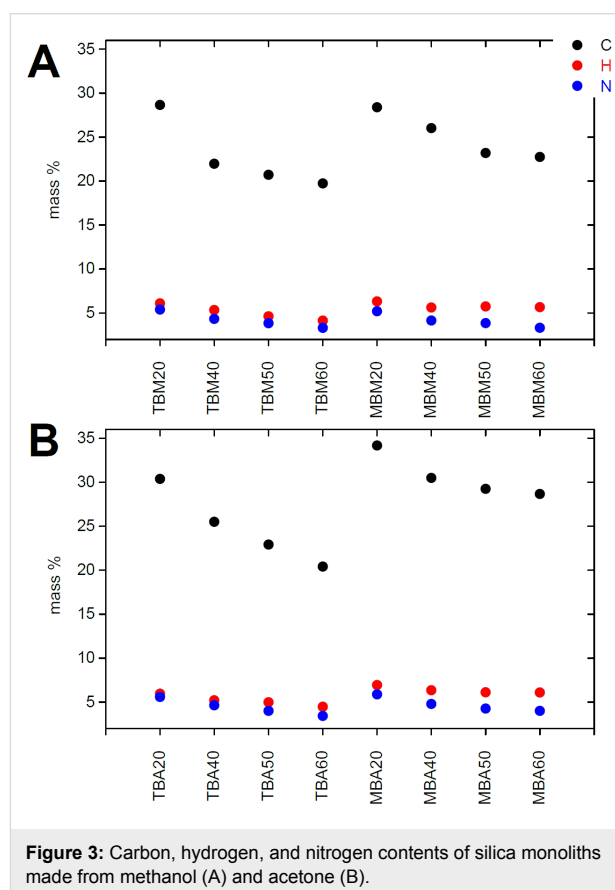 A
C
H
N
35
30
25
20
15
10
5
mass %
TBM20
TBM40
TBM50
TBM60
MBM20
MBM40
MBM50
MBM60
B
35
30
25
20
15
10
5
mass %
TBA20
TBA40
TBA50
TBA60
MBA20
MBA40
MBA50
MBA60
Figure 3: Carbon, hydrogen, and nitrogen contents of silica monoliths
made from methanol (A) and acetone (B).